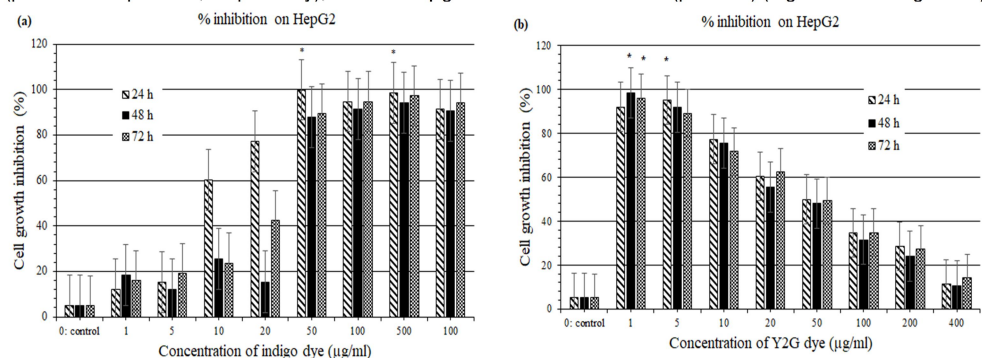 (a)
% inhibition on HepG2
120
100
80
60
40
20
0
Cell growth inhibition (%)
24 h
48 h
72 h
*
*
0: control 1 5 10 20 50 100 500 100
Concentration of indigo dye (µg/ml)
(b)
% inhibition on HepG2
120
100
80
60
40
20
0
Cell growth inhibition (%)
* * *
24 h
48 h
72 h
0: control 1 5 10 20 50 100 200 400
Concentration of Y2G dye (µg/ml)